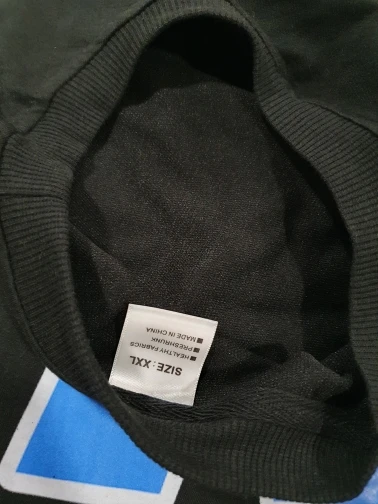 SIZE: XXL
■ HEALTHY FABRICS
■ PRESHRUNK
■ MADE IN CHINA